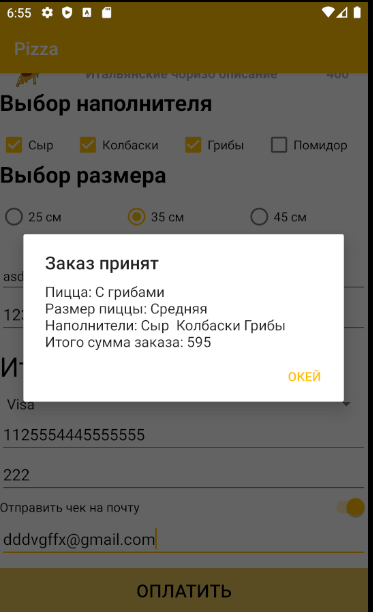 6:55
Pizza
Итальянские чоризо описание 400
Выбор наполнителя
Сыр Колбаски Грибы Помидор
Выбор размера
25 см 35 см 45 см
asd
Заказ принят
Пицца: С грибами
Размер пиццы: Средняя
Наполнители: Сыр Колбаски Грибы
Итого сумма заказа: 595
ОКЕЙ
123
Visa
1125554445555555
222
Отправить чек на почту
dddvgffx@gmail.com
ОПЛАТИТЬ